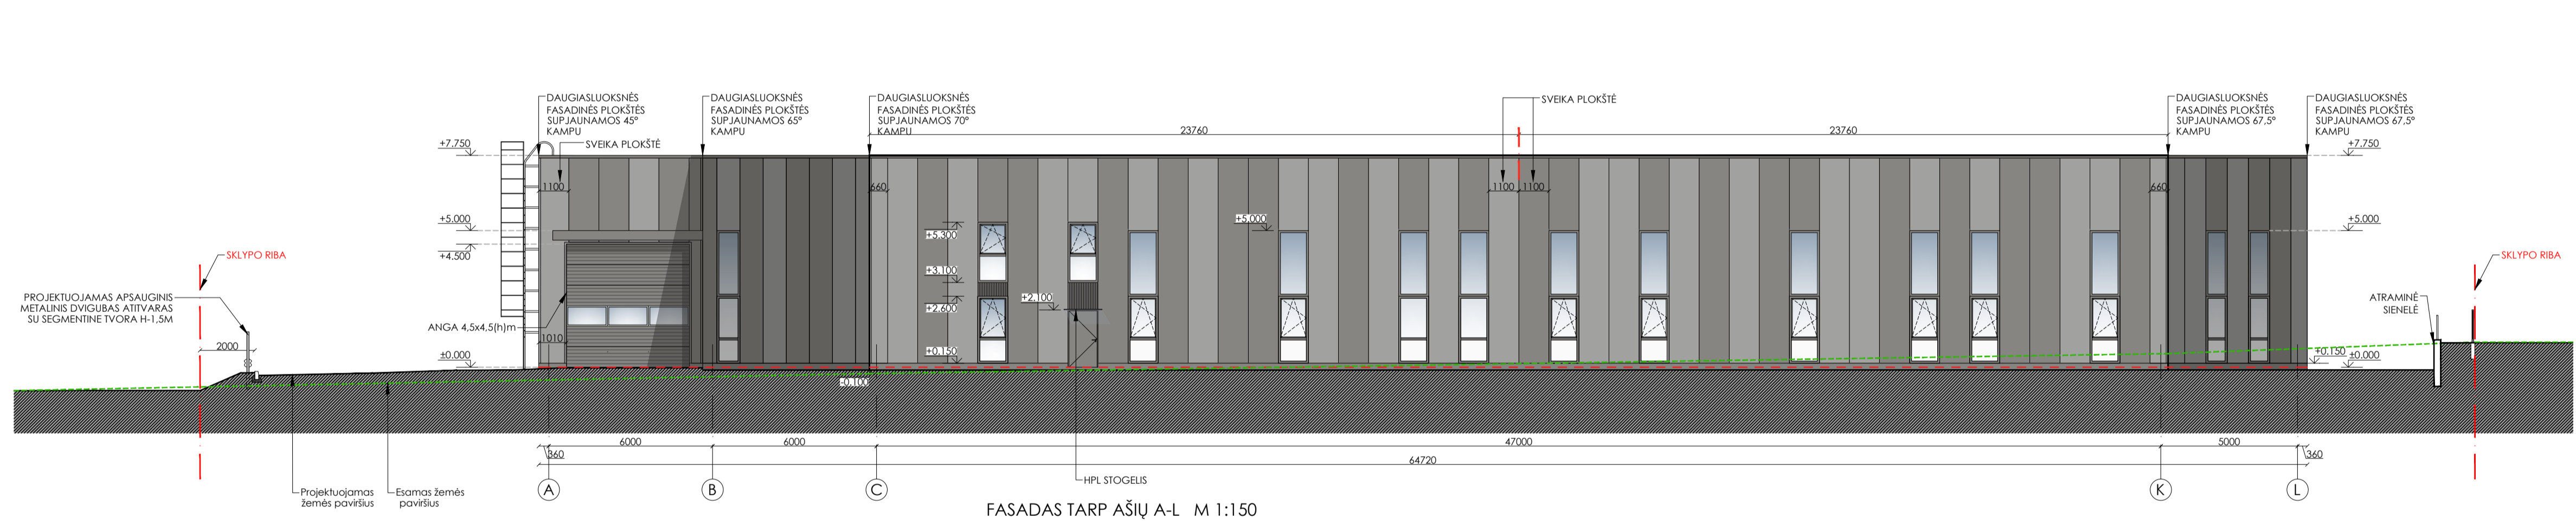 DAUGIASLUOKSNĖS
FASADINĖS PLOKŠTĖS
SUPJAUNAMOS 45°
KAMPU
DAUGIASLUOKSNĖS
FASADINĖS PLOKŠTĖS
SUPJAUNAMOS 65°
KAMPU
DAUGIASLUOKSNĖS
FASADINĖS PLOKŠTĖS
SUPJAUNAMOS 70°
KAMPU
SVEIKA PLOKŠTĖ
DAUGIASLUOKSNĖS
FASADINĖS PLOKŠTĖS
SUPJAUNAMOS 67,5°
KAMPU
DAUGIASLUOKSNĖS
FASADINĖS PLOKŠTĖS
SUPJAUNAMOS 67,5°
KAMPU
23760
23760
+7.750
SVEIKA PLOKŠTĖ
+7.750
1100
660
1100
1100
660
+5.000
+4.500
+5.300
+5.000
+5.000
SKLYPO RIBA
SKLYPO RIBA
+3.100
+2.600
+2.100
PROJEKTUOJAMAS APSAUGINIS
METALINIS DVIGUBAS ATITVARAS
SU SEGMENTINE TVORA H-1,5M
ATRAMINĖ
SIENELĖ
ANGA 4,5x4,5(h)m
1010
2000
±0.000
+0.150
+0.150
±0.000
-0.100
6000
6000
47000
5000
360
64720
360
A
B
C
K
L
HPL STOGELIS
Projektuojamas
žemės paviršius
Esamas žemės
paviršius
FASADAS TARP AŠIŲ A-L M 1:150